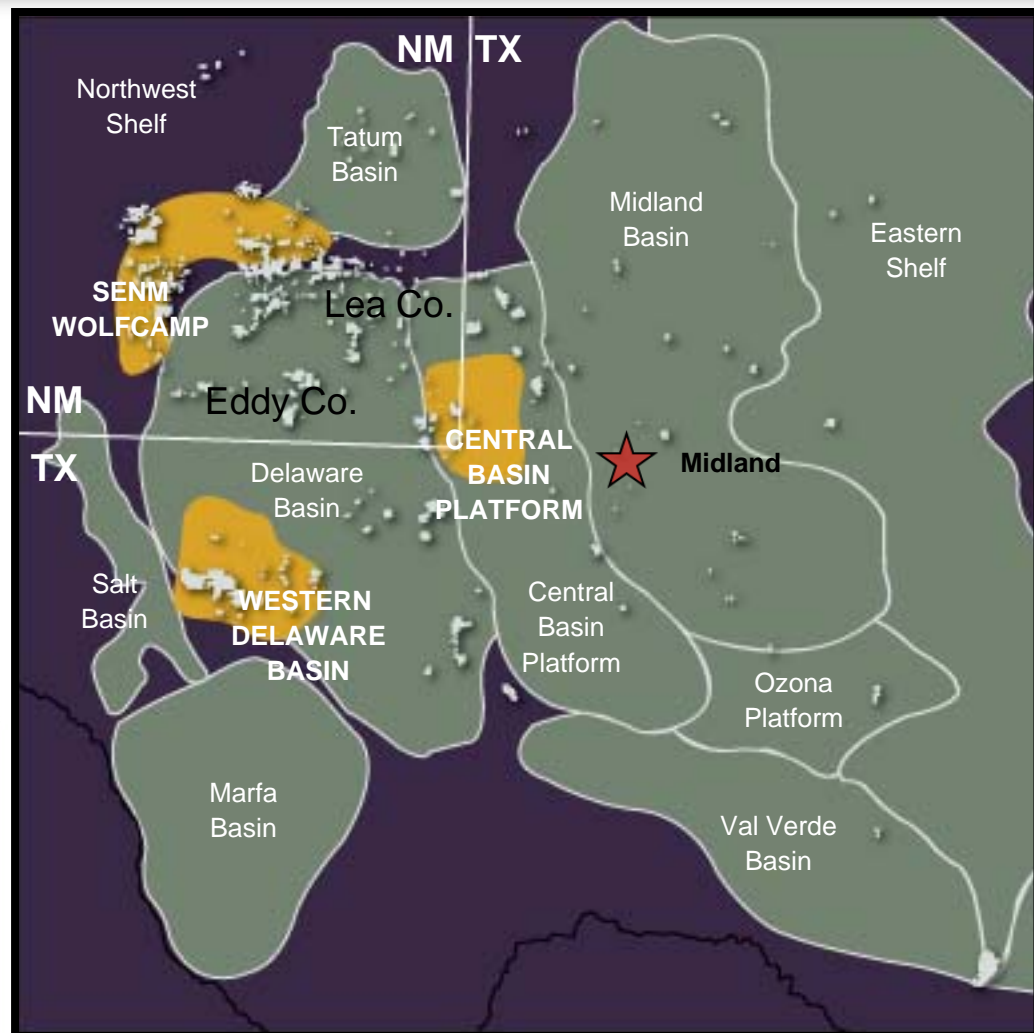 NM TX
Northwest
Shelf
Tatum
Basin
Midland
Basin
Eastern
Shelf
SENM
WOLFCAMP
Lea Co.
NM
Eddy Co.
TX
CENTRAL
BASIN
PLATFORM
Midland
Delaware
Basin
Salt
Basin
WESTERN
DELAWARE
BASIN
Central
Basin
Platform
Ozona
Platform
Marfa
Basin
Val Verde
Basin